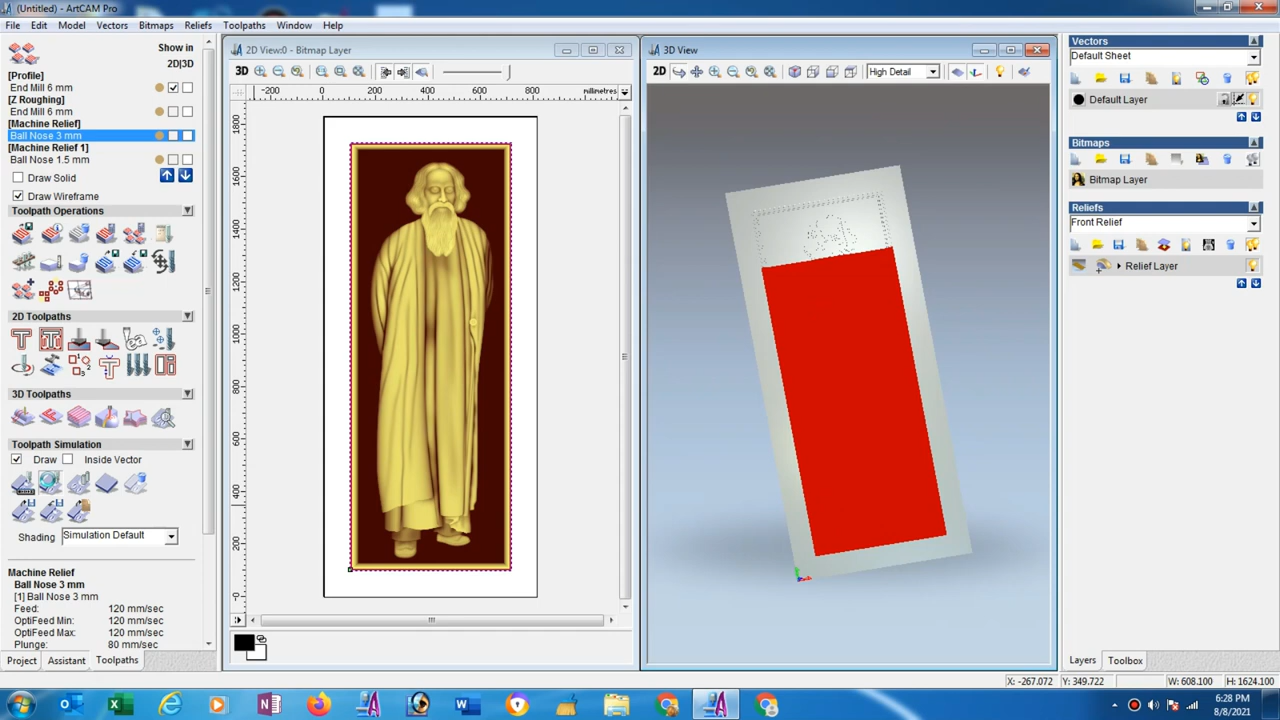 (Untitled) - ArtCAM Pro
File Edit Model Vectors Bitmaps Reliefs Toolpaths Window Help
Show in
2D|3D
[Profile]
End Mill 6 mm
[Z Roughing]
End Mill 6 mm
[Machine Relief]
Ball Nose 3 mm
[Machine Relief 1]
Ball Nose 1.5 mm
Draw Solid
Draw Wireframe
Toolpath Operations
2D Toolpaths
3D Toolpaths
Toolpath Simulation
Draw Inside Vector
Shading Simulation Default
Machine Relief
Ball Nose 3 mm
[1] Ball Nose 3 mm
Feed: 120 mm/sec
OptiFeed Min: 120 mm/sec
OptiFeed Max: 120 mm/sec
Plunge: 80 mm/sec
Project Assistant Toolpaths
2D View:0 - Bitmap Layer
3D
-200 0 200 400 600 800 millimetres
1800
1600
1400
1200
1000
800
600
400
200
-0
3D View
2D High Detail
Vectors
Default Sheet
Default Layer
Bitmaps
Bitmap Layer
Reliefs
Front Relief
Relief Layer
Layers Toolbox
X: -267.072 Y: 349.722 W: 608.100 H: 1624.100
6:28 PM
8/8/2021